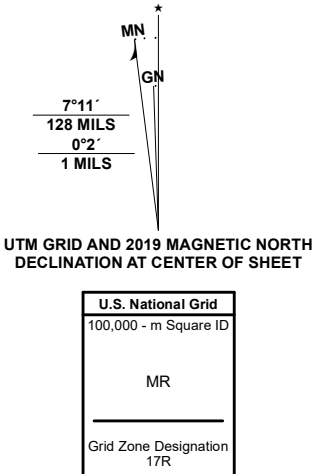 ★
MN
GN
7°11´
128 MILS
0°2´
1 MILS
UTM GRID AND 2019 MAGNETIC NORTH
DECLINATION AT CENTER OF SHEET
U.S. National Grid
100,000 - m Square ID
MR
Grid Zone Designation
17R